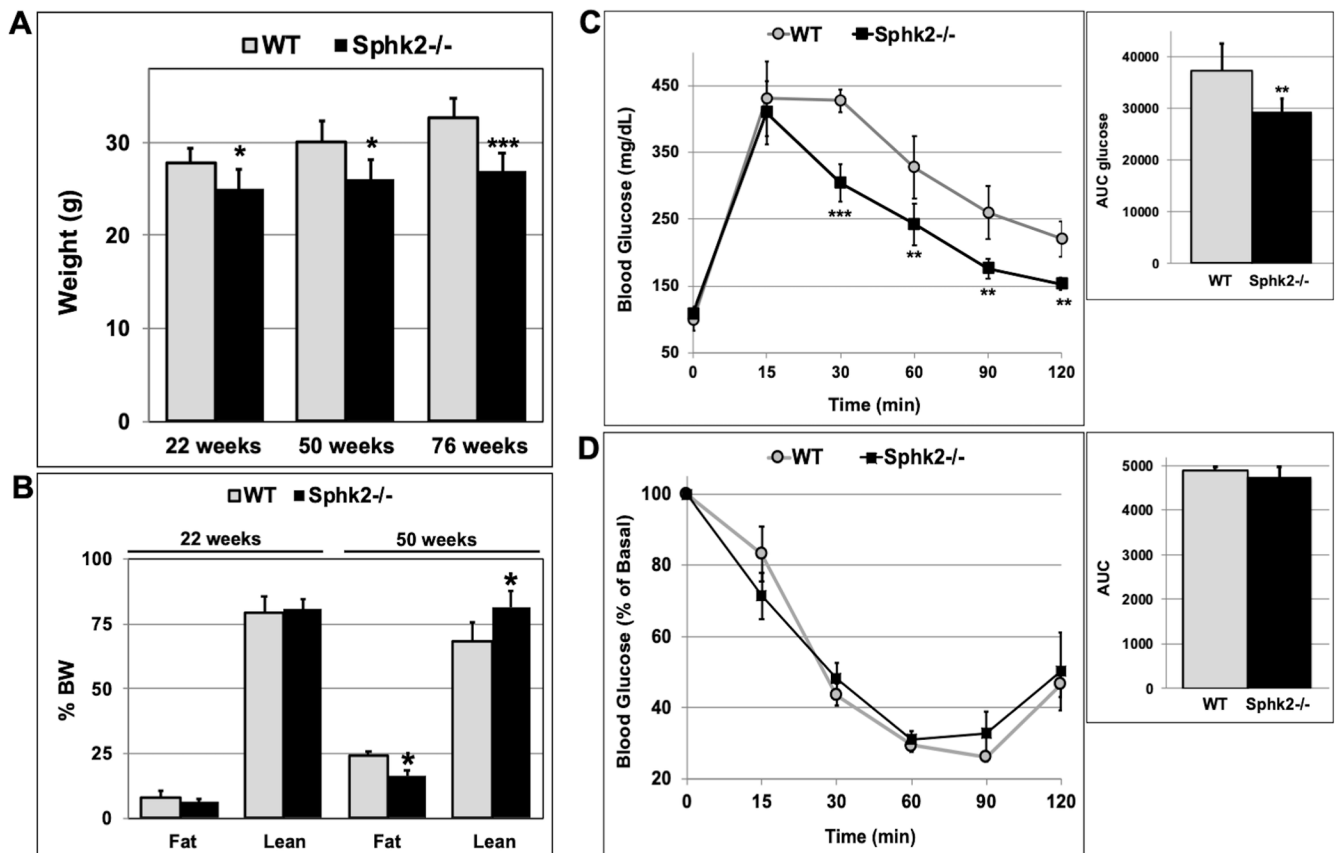 A
WT Sphk2-/-
Weight (g)
30
20
10
0
* * ***
22 weeks 50 weeks 76 weeks
B
WT Sphk2-/-
22 weeks 50 weeks
% BW
100
75
50
25
0
* *
Fat Lean Fat Lean
C
WT Sphk2-/-
Blood Glucose (mg/dL)
450
350
250
150
50
*** ** ** **
0 15 30 60 90 120
Time (min)
AUC glucose
40000
30000
20000
10000
0
**
WT Sphk2-/-
D
WT Sphk2-/-
Blood Glucose (% of Basal)
100
80
60
40
20
0 15 30 60 90 120
Time (min)
AUC
5000
4000
3000
2000
1000
0
WT Sphk2-/-